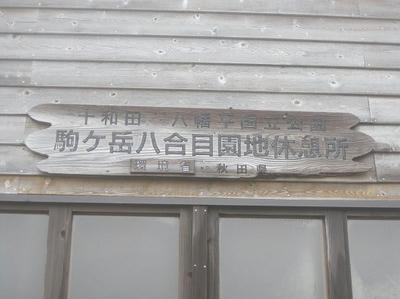 十和田 八幡平国立公園
駒ケ岳八合目園地休憩所
環境省・秋田県